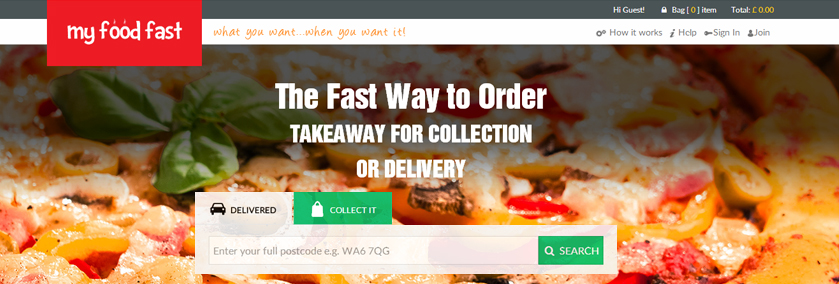 Hi Guest! Bag [ 0 ] item Total: £ 0.00
my food fast
what you want...when you want it!
How it works Help Sign In Join
The Fast Way to Order
TAKEAWAY FOR COLLECTION
OR DELIVERY
DELIVERED COLLECT IT
Enter your full postcode e.g. WA6 7QG SEARCH